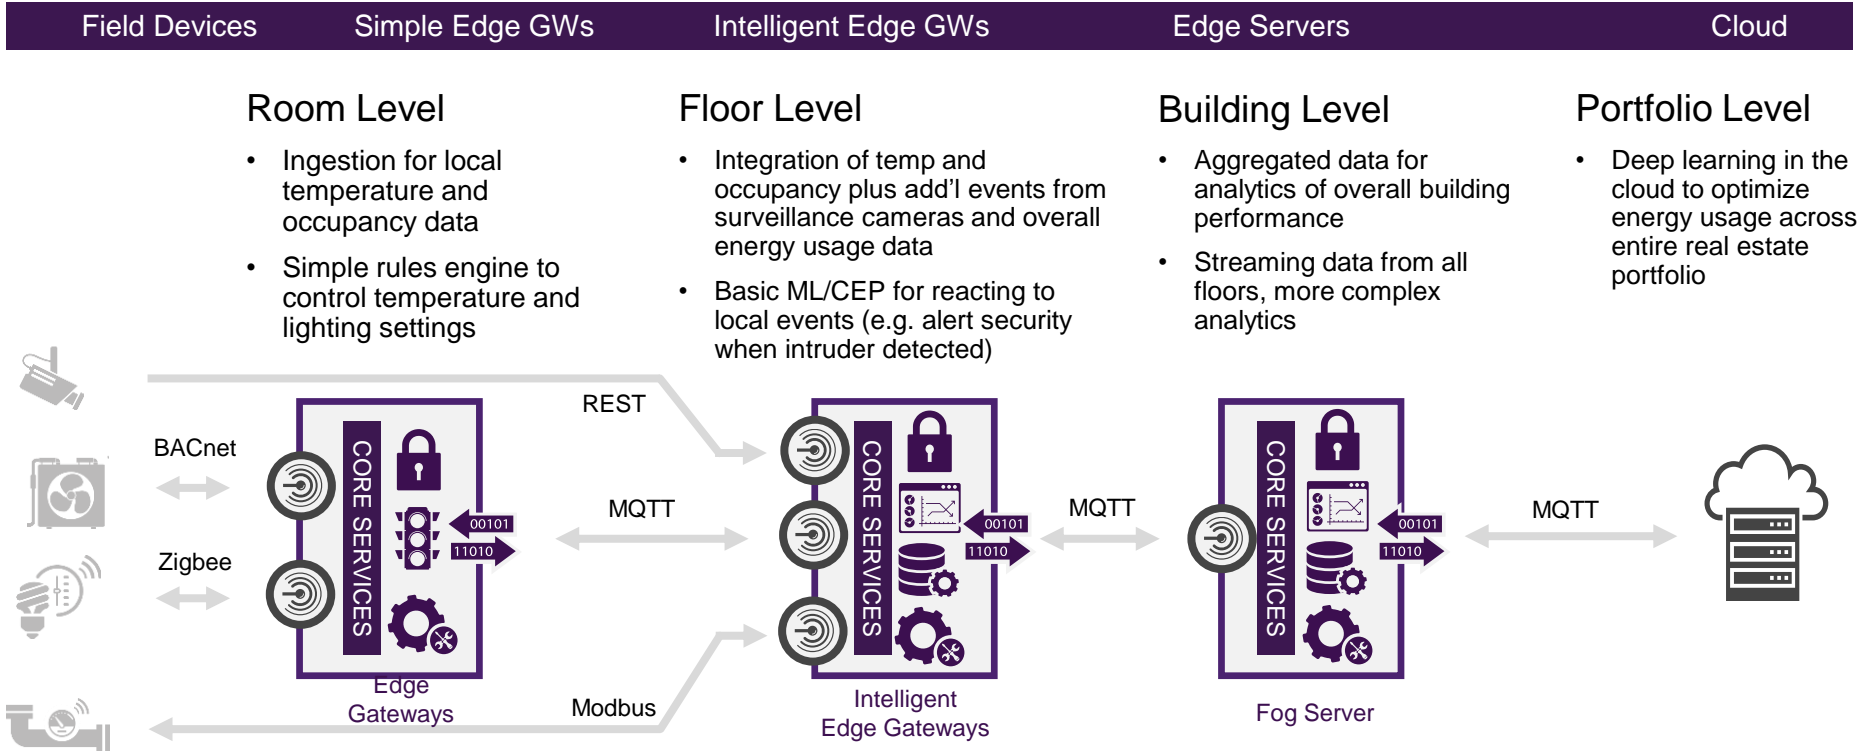 Field Devices
Simple Edge GWs
Intelligent Edge GWs
Edge Servers
Cloud
Room Level
• Ingestion for local
temperature and
occupancy data
• Simple rules engine to
control temperature and
lighting settings
Floor Level
• Integration of temp and
occupancy plus add’l events from
surveillance cameras and overall
energy usage data
• Basic ML/CEP for reacting to
local events (e.g. alert security
when intruder detected)
Building Level
• Aggregated data for
analytics of overall building
performance
• Streaming data from all
floors, more complex
analytics
Portfolio Level
• Deep learning in the
cloud to optimize
energy usage across
entire real estate
portfolio
BACnet
Zigbee
REST
MQTT
Modbus
CORE SERVICES
00101
11010
Edge
Gateways
CORE SERVICES
00101
11010
Intelligent
Edge Gateways
MQTT
CORE SERVICES
00101
11010
Fog Server
MQTT